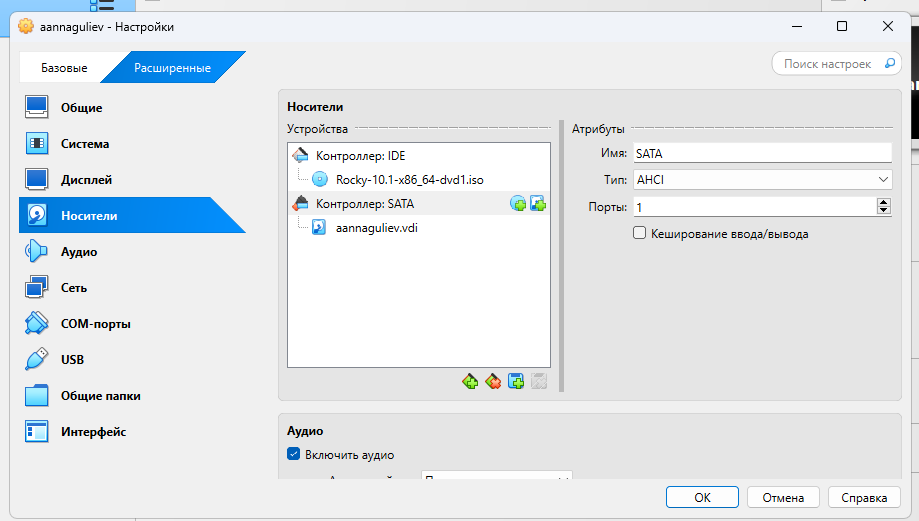 aannaguliev - Настройки
Базовые
Расширенные
Поиск настроек
Общие
Система
Дисплей
Носители
Аудио
Сеть
COM-порты
USB
Общие папки
Интерфейс
Носители
Устройства
Контроллер: IDE
Rocky-10.1-x86_64-dvd1.iso
Контроллер: SATA
aannaguliev.vdi
Атрибуты
Имя: SATA
Тип: AHCI
Порты: 1
Кеширование ввода/вывода
Аудио
Включить аудио
OK
Отмена
Справка